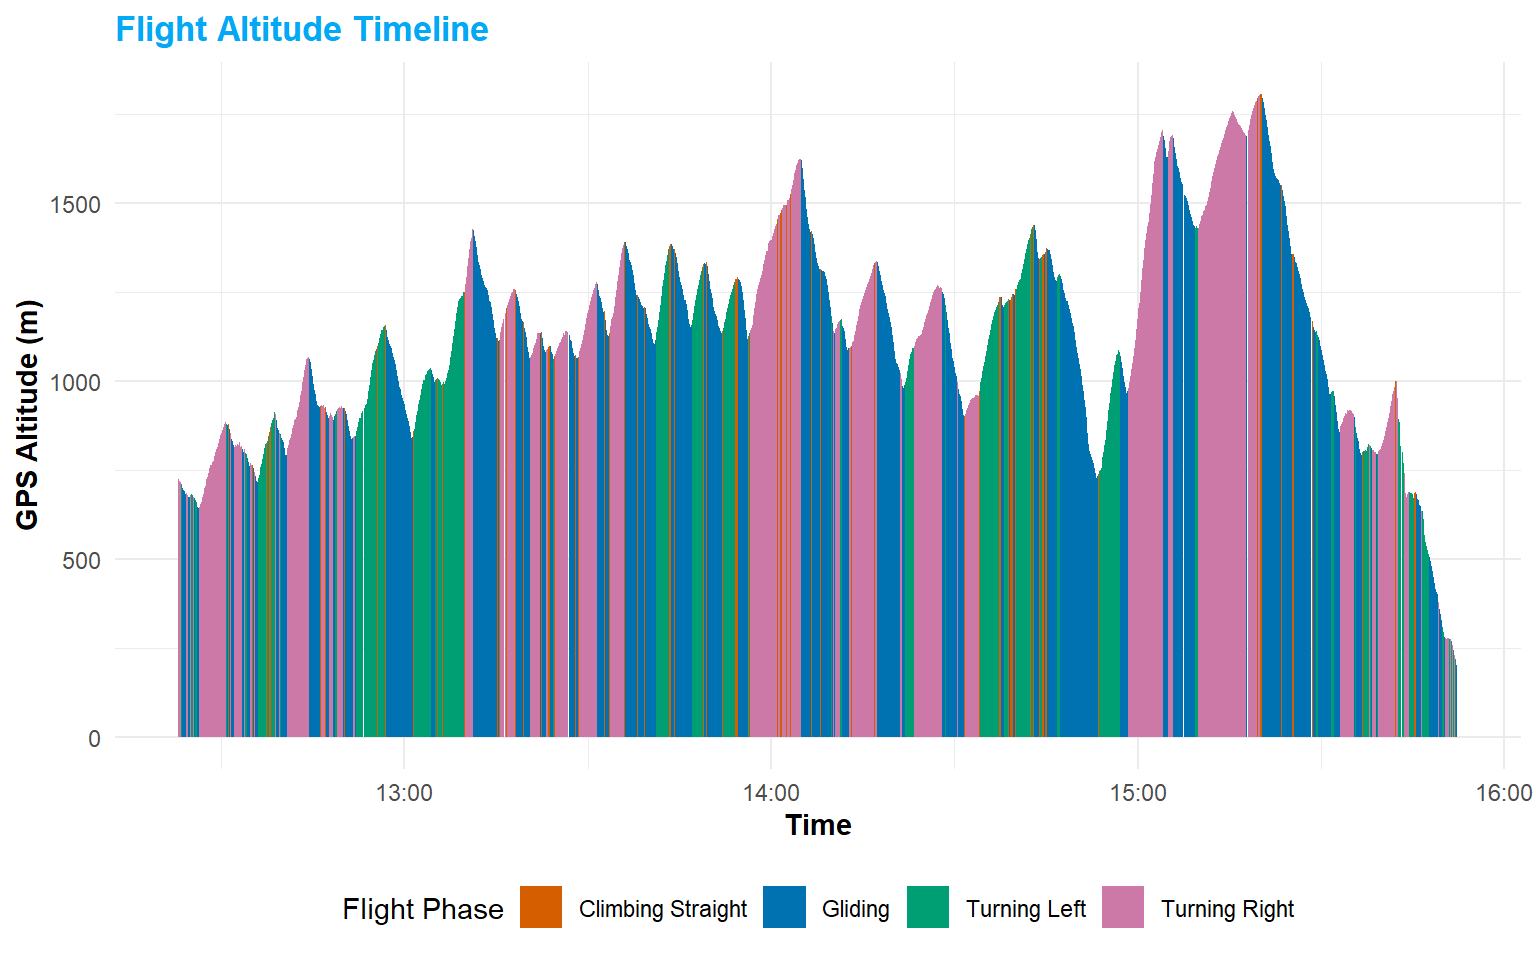 Flight Altitude Timeline
GPS Altitude (m)
1500
1000
500
0
13:00 14:00 15:00 16:00
Time
Flight Phase Climbing Straight Gliding Turning Left Turning Right